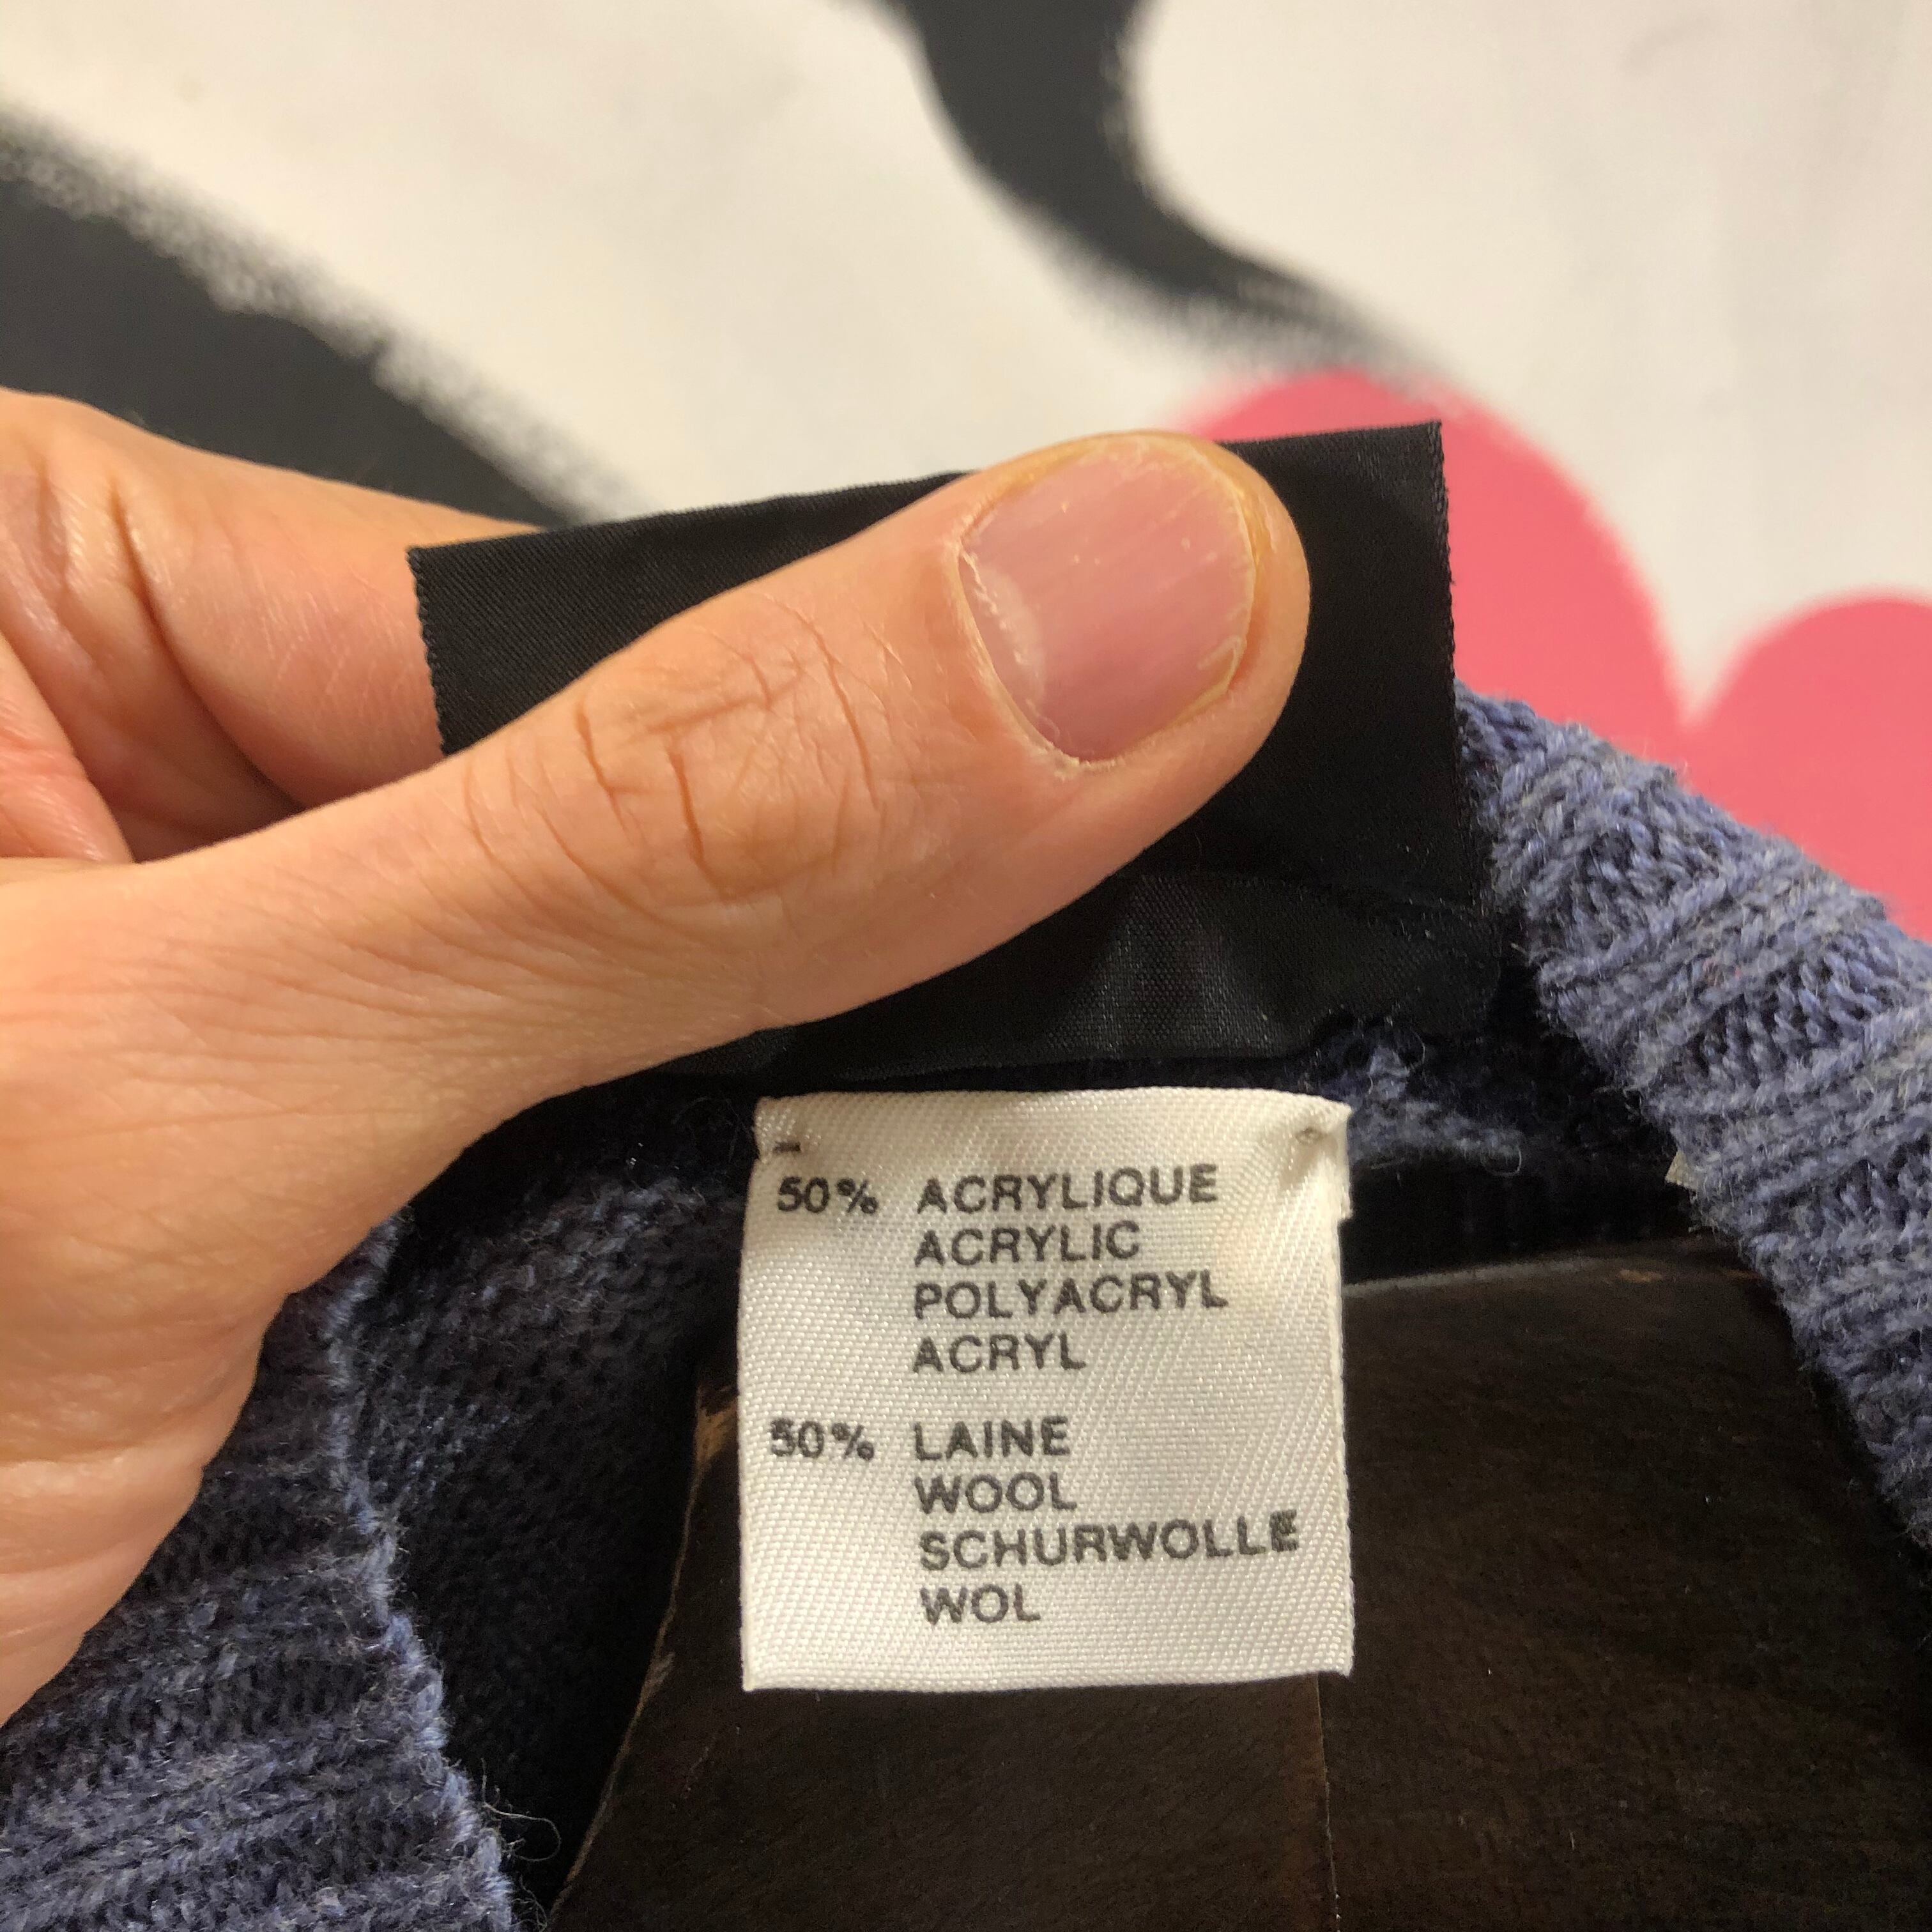 50% ACRYLIQUE
ACRYLIC
POLYACRYL
ACRYL
50% LAINE
WOOL
SCHURWOLLE
WOL